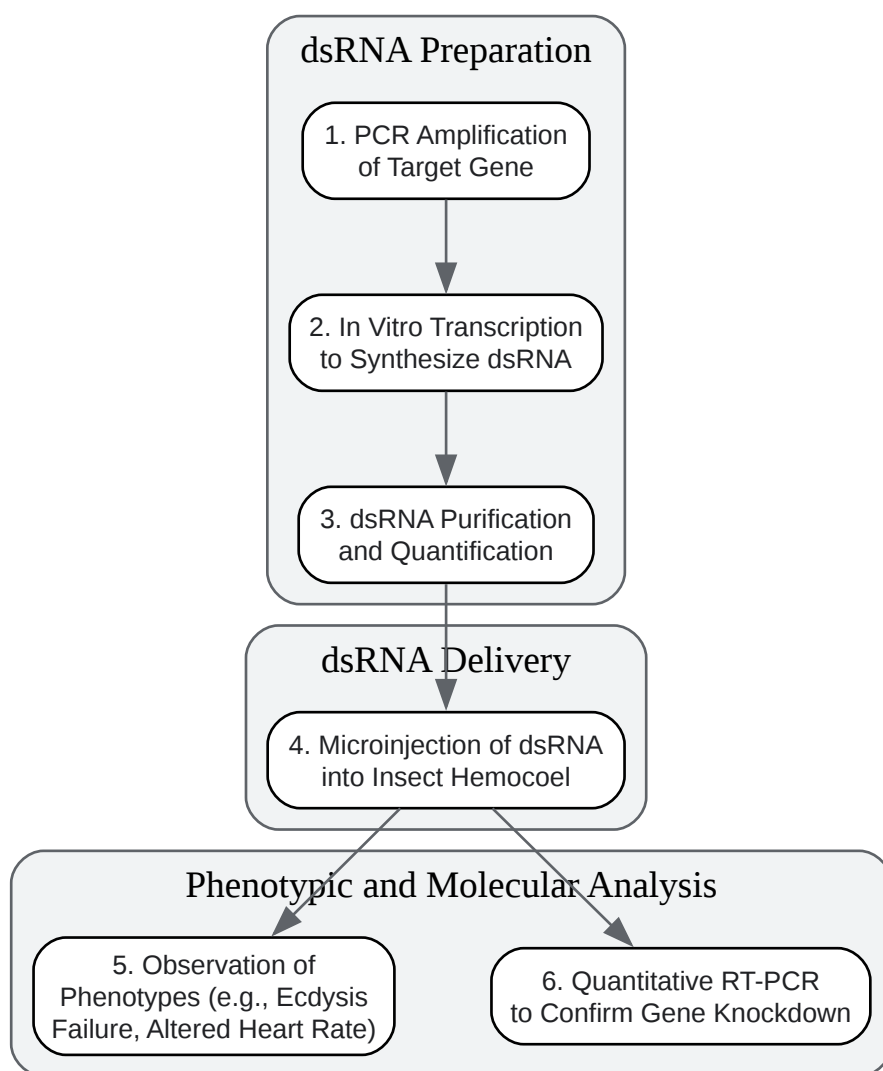 dsRNA Preparation
1. PCR Amplification
of Target Gene
2. In Vitro Transcription
to Synthesize dsRNA
3. dsRNA Purification
and Quantification
dsRNA Delivery
4. Microinjection of dsRNA
into Insect Hemocoel
Phenotypic and Molecular Analysis
5. Observation of
Phenotypes (e.g., Ecdysis
Failure, Altered Heart Rate)
6. Quantitative RT-PCR
to Confirm Gene Knockdown